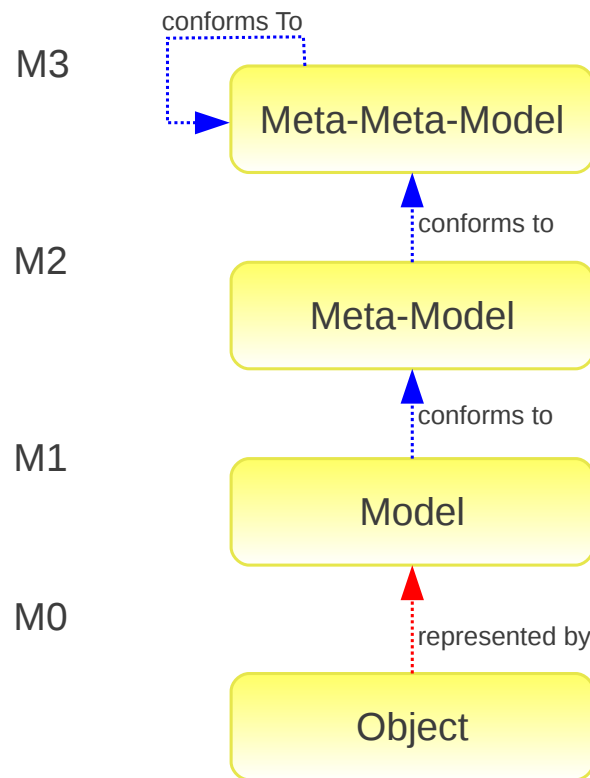 conforms To
M3
Meta-Meta-Model
conforms to
M2
Meta-Model
conforms to
M1
Model
M0
represented by
Object